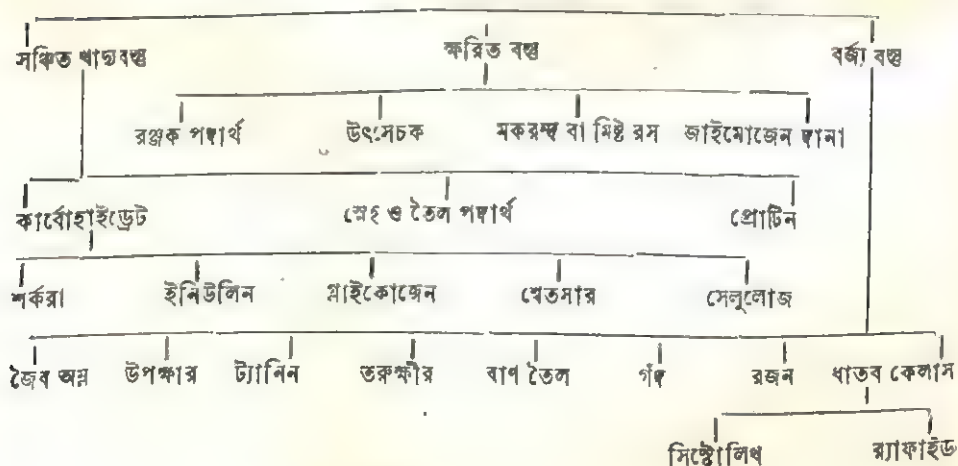 সঞ্চিত খাদ্যবস্তু ক্ষরিত বস্তু বর্জ্য বস্তু
রঞ্জক পদার্থ উৎসেচক মকরন্দ বা মিষ্ট রস জাইমোজেন দানা
কার্বোহাইড্রেট স্নেহ ও তৈল পদার্থ প্রোটিন
শর্করা ইনিউলিন গ্লাইকোজেন শ্বেতসার সেলুলোজ
জৈব অম্ল উপক্ষার ট্যানিন তরুক্ষীর বাণ তৈল গঁদ রজন ধাতব কেলাস
সিস্টোলিথ র‍্যাফাইড